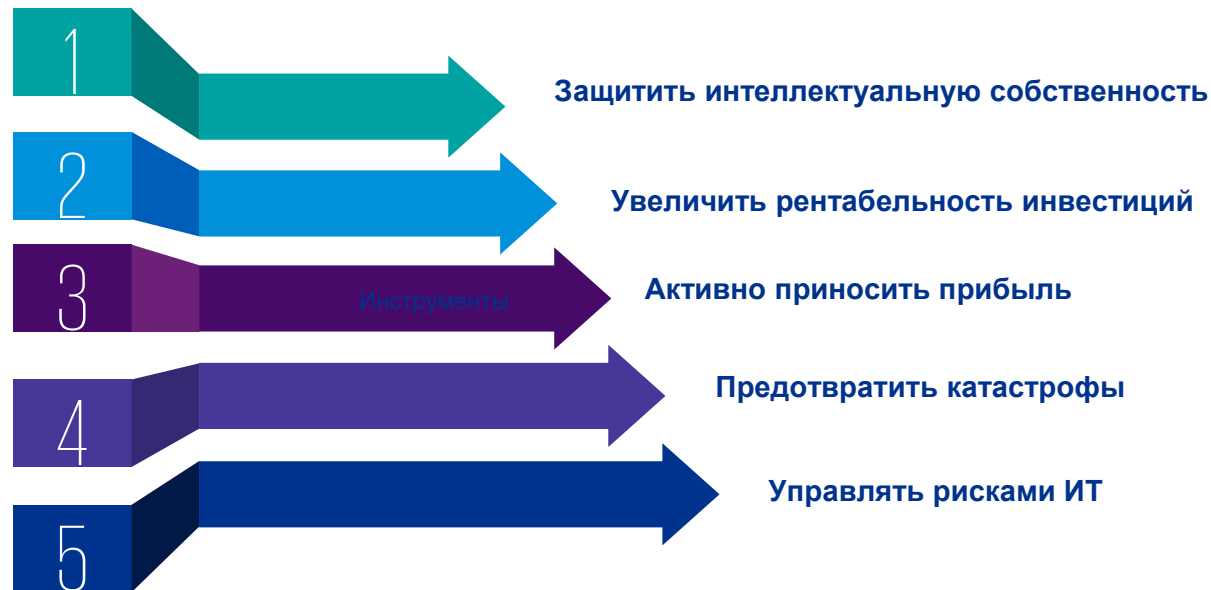 1
Защитить интеллектуальную собственность
2
Увеличить рентабельность инвестиций
3
Инструменты
Активно приносить прибыль
4
Предотвратить катастрофы
5
Управлять рисками ИТ